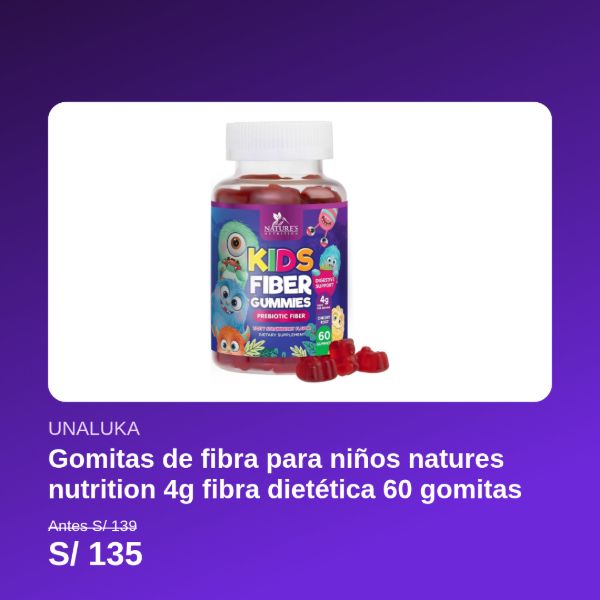 NATURE'S
NUTRITION
KIDS
FIBER
GUMMIES
PREBIOTIC FIBER
DIETARY SUPPLEMENT
DIGESTIVE
SUPPORT
4g
60
UNALUKA
Gomitas de fibra para niños natures
nutrition 4g fibra dietética 60 gomitas
Antes S/ 139
S/ 135